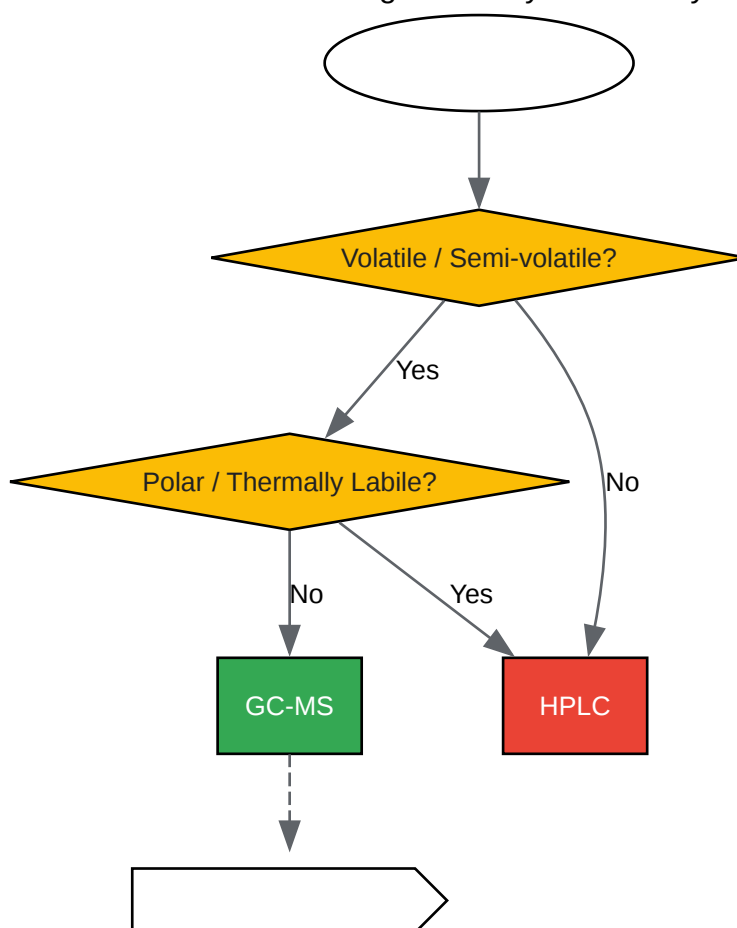 Volatile / Semi-volatile?
Yes
Polar / Thermally Labile?
No
No
Yes
GC-MS
HPLC